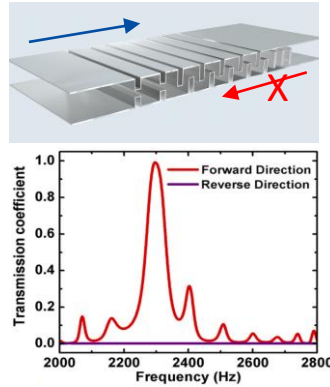 X
1.0
0.8
0.6
0.4
0.2
0.0
Transmission coefficient
Forward Direction
Reverse Direction
2000 2200 2400 2600 2800
Frequency (Hz)